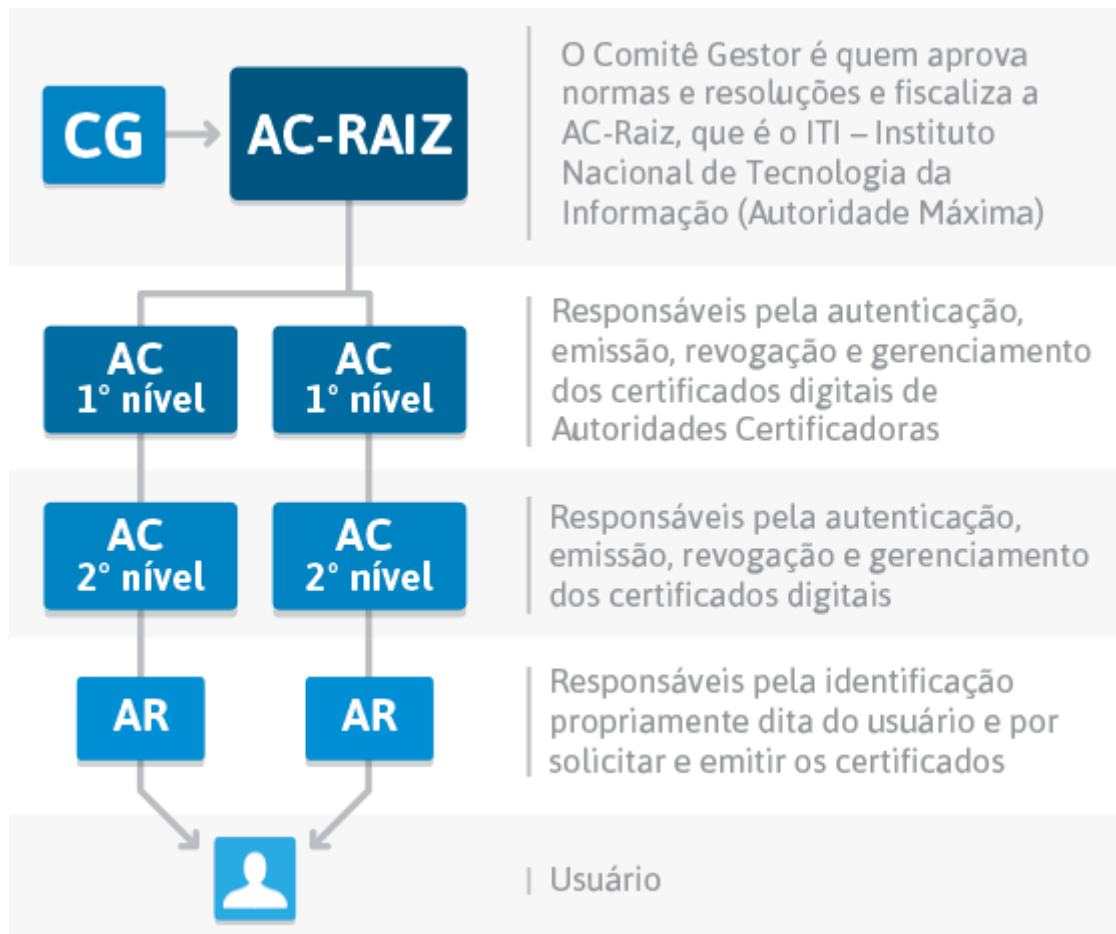 CG
AC-RAIZ
O Comitê Gestor é quem aprova
normas e resoluções e fiscaliza a
AC-Raiz, que é o ITI – Instituto
Nacional de Tecnologia da
Informação (Autoridade Máxima)
AC
1° nível
AC
1° nível
Responsáveis pela autenticação,
emissão, revogação e gerenciamento
dos certificados digitais de
Autoridades Certificadoras
AC
2° nível
AC
2° nível
Responsáveis pela autenticação,
emissão, revogação e gerenciamento
dos certificados digitais
AR
AR
Responsáveis pela identificação
propriamente dita do usuário e por
solicitar e emitir os certificados
Usuário